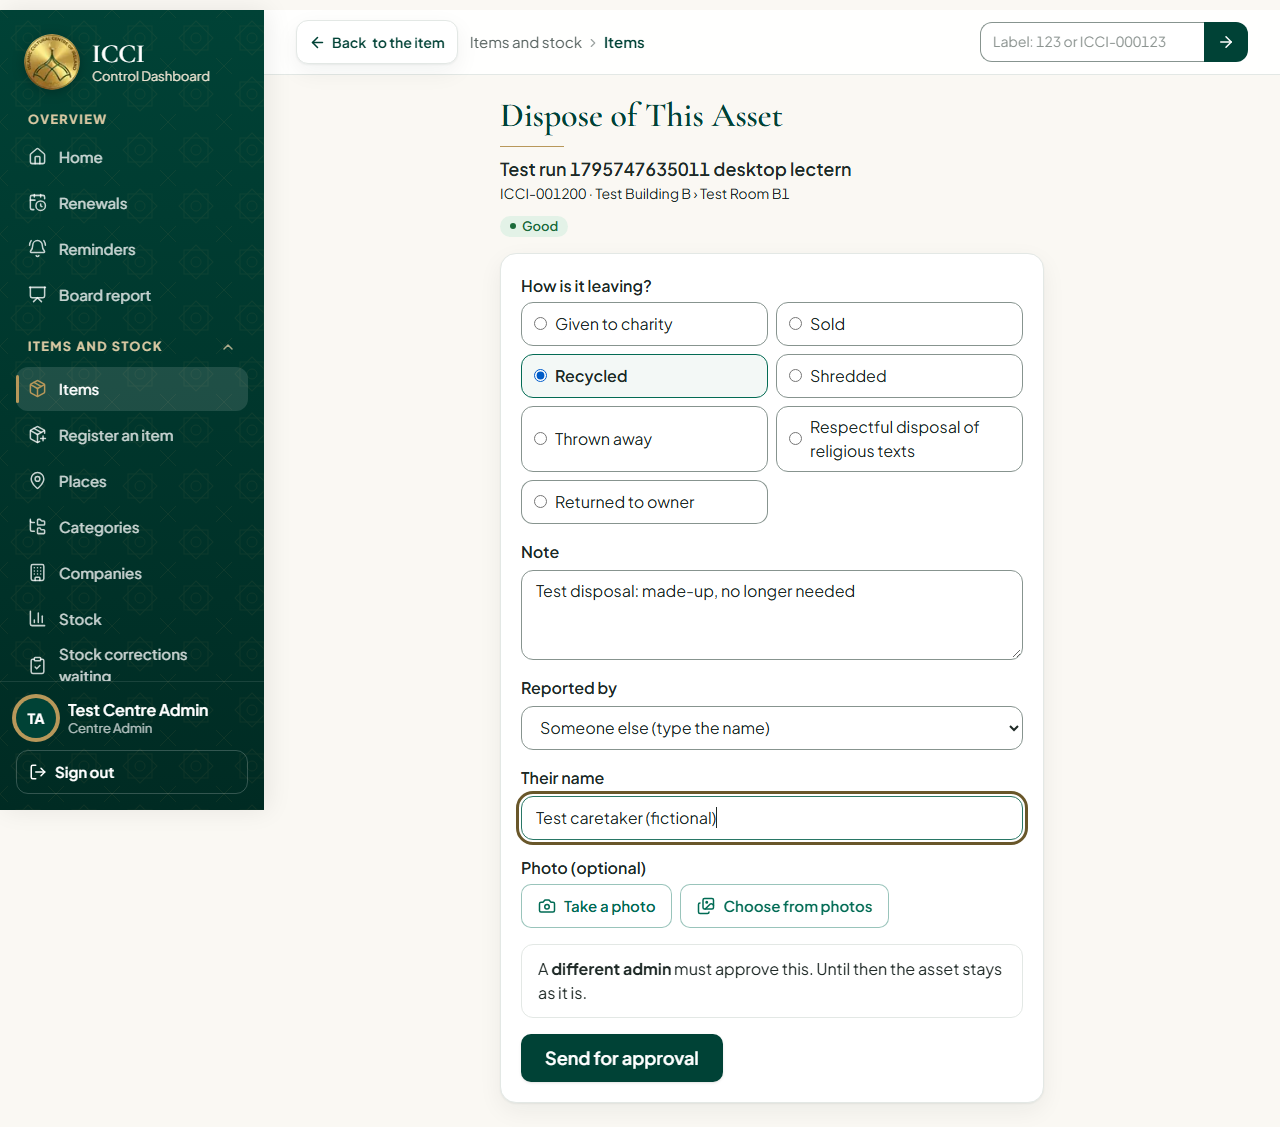 ICCI
Control Dashboard
OVERVIEW
Home
Renewals
Reminders
Board report
ITEMS AND STOCK
Items
Register an item
Places
Categories
Companies
Stock
Stock corrections
waiting
TA
Test Centre Admin
Centre Admin
Sign out
Back to the item
Items and stock › Items
Label: 123 or ICCI-000123
Dispose of This Asset
Test run 1795747635011 desktop lectern
ICCI-001200 · Test Building B › Test Room B1
Good
How is it leaving?
Given to charity
Sold
Recycled
Shredded
Thrown away
Respectful disposal of
religious texts
Returned to owner
Note
Test disposal: made-up, no longer needed
Reported by
Someone else (type the name)
Their name
Test caretaker (fictional)
Photo (optional)
Take a photo
Choose from photos
A different admin must approve this. Until then the asset stays
as it is.
Send for approval